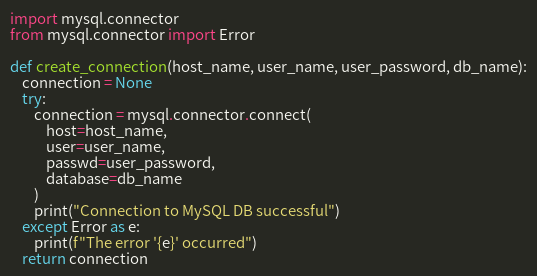 import mysql.connector
from mysql.connector import Error

def create_connection(host_name, user_name, user_password, db_name):
    connection = None
    try:
        connection = mysql.connector.connect(
            host=host_name,
            user=user_name,
            passwd=user_password,
            database=db_name
        )
        print("Connection to MySQL DB successful")
    except Error as e:
        print(f"The error '{e}' occurred")
    return connection